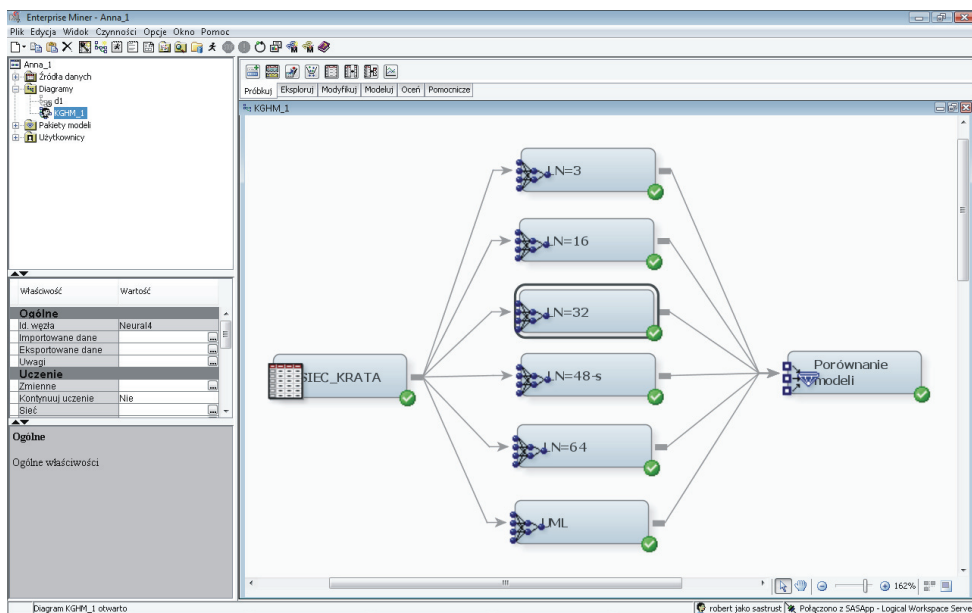 Enterprise Miner - Anna_1
Plik Edycja Widok Czynności Opcje Okno Pomoc
Anna_1
Źródła danych
Diagramy
d1
KGHM_1
Pakiety modeli
Użytkownicy
Próbkuj Eksploruj Modyfikuj Modeluj Oceń Pomocnicze
KGHM_1
LN=3
LN=16
LN=32
SIEC_KRATA
LN=48-s
Porównanie modeli
LN=64
UML
Właściwość Wartość
Ogólne
Id. węzła Neural4
Importowane dane
Eksportowane dane
Uwagi
Uczenie
Zmienne
Kontynuuj uczenie Nie
Sieć
Ogólne
Ogólne właściwości
162%
Diagram KGHM_1 otwarto
robert jako sastrust
Połączono z SASApp - Logical Workspace Serve